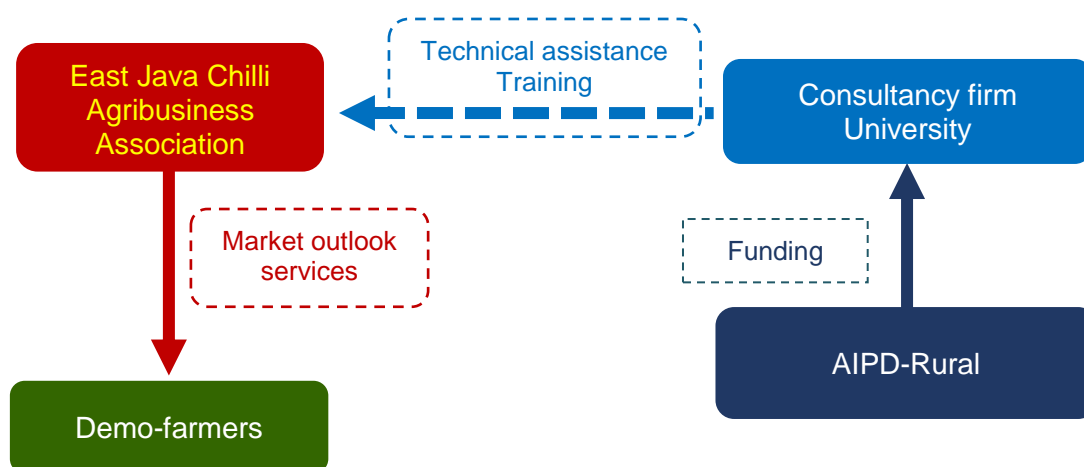 East Java Chilli
Agribusiness
Association
Technical assistance
Training
Consultancy firm
University
Market outlook
services
Funding
Demo-farmers
AIPD-Rural